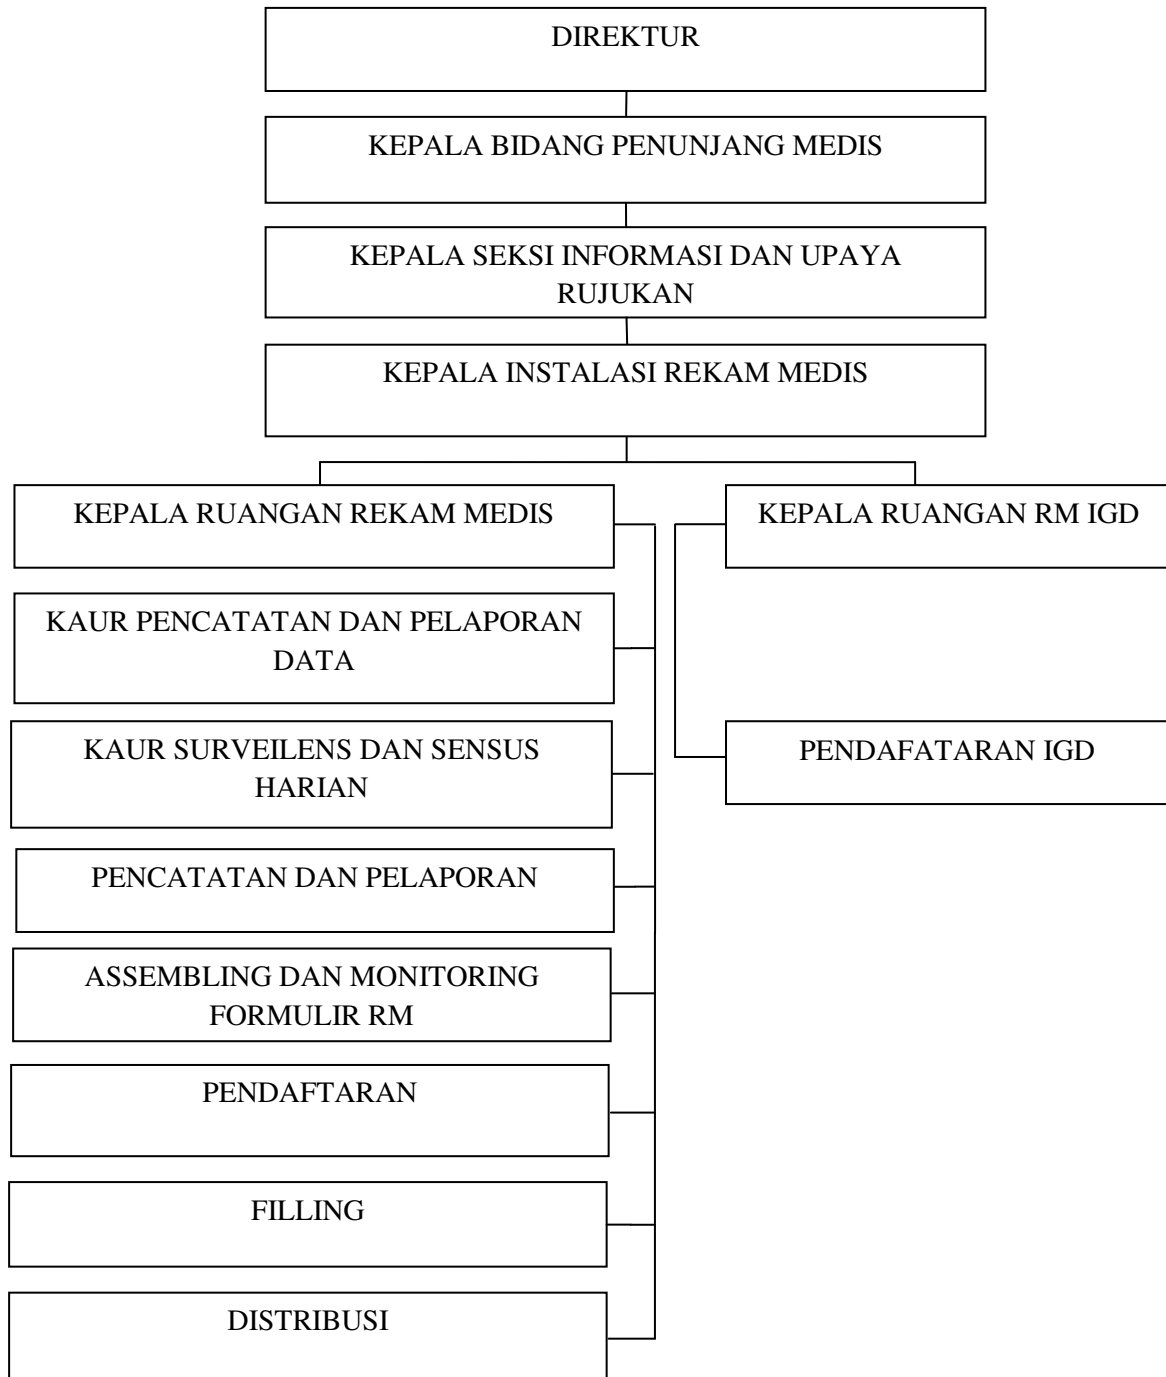 DIREKTUR
KEPALA BIDANG PENUNJANG MEDIS
KEPALA SEKSI INFORMASI DAN UPAYA
RUJUKAN
KEPALA INSTALASI REKAM MEDIS
KEPALA RUANGAN REKAM MEDIS
KEPALA RUANGAN RM IGD
KAUR PENCATATAN DAN PELAPORAN
DATA
KAUR SURVEILENS DAN SENSUS
HARIAN
PENDAFATARAN IGD
PENCATATAN DAN PELAPORAN
ASSEMBLING DAN MONITORING
FORMULIR RM
PENDAFTARAN
FILLING
DISTRIBUSI